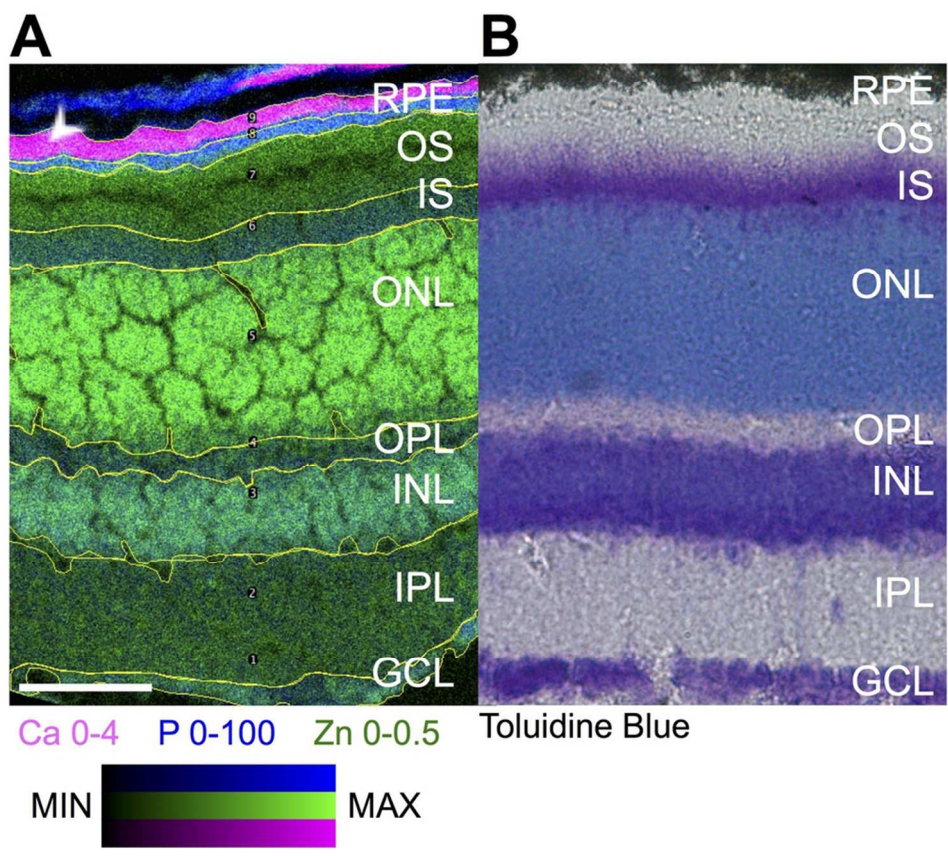 A
B
RPE
OS
IS
ONL
OPL
INL
IPL
GCL
9
8
7
6
5
4
3
2
1
RPE
OS
IS
ONL
OPL
INL
IPL
GCL
Ca 0-4 P 0-100 Zn 0-0.5
Toluidine Blue
MIN MAX